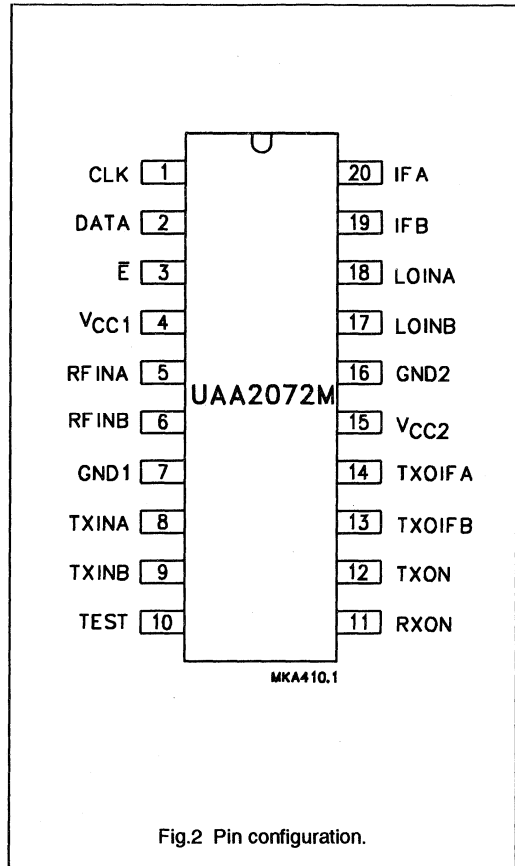 CLK 1 20 IFA
DATA 2 19 IFB
E̅ 3 18 LOINA
VCC1 4 17 LOINB
RFINA 5 16 GND2
UAA2072M
RFINB 6 15 VCC2
GND1 7 14 TXOIFA
TXINA 8 13 TXOIFB
TXINB 9 12 TXON
TEST 10 11 RXON
MKA410.1
Fig.2 Pin configuration.